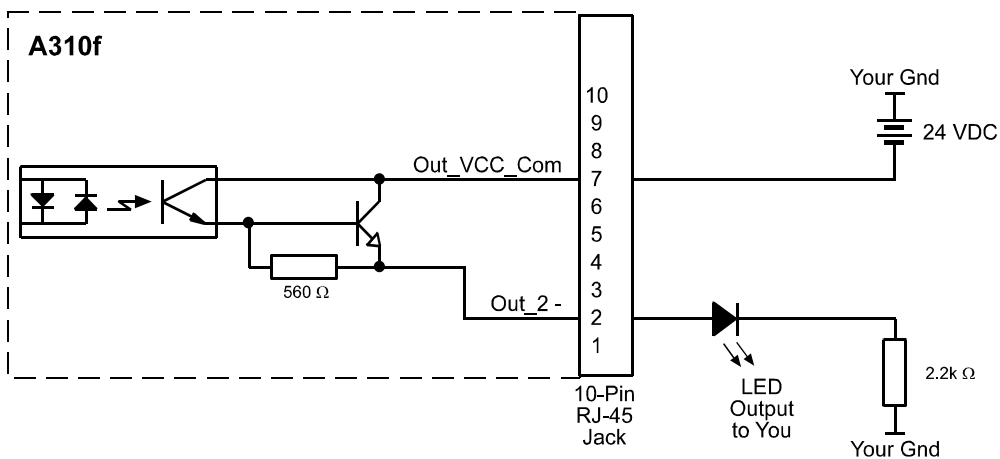 A310f
Your Gnd
24 VDC
10
9
8
Out_VCC_Com
7
6
5
4
560 Ω
3
Out_2 -
2
1
2.2k Ω
10-Pin
RJ-45
Jack
LED
Output
to You
Your Gnd